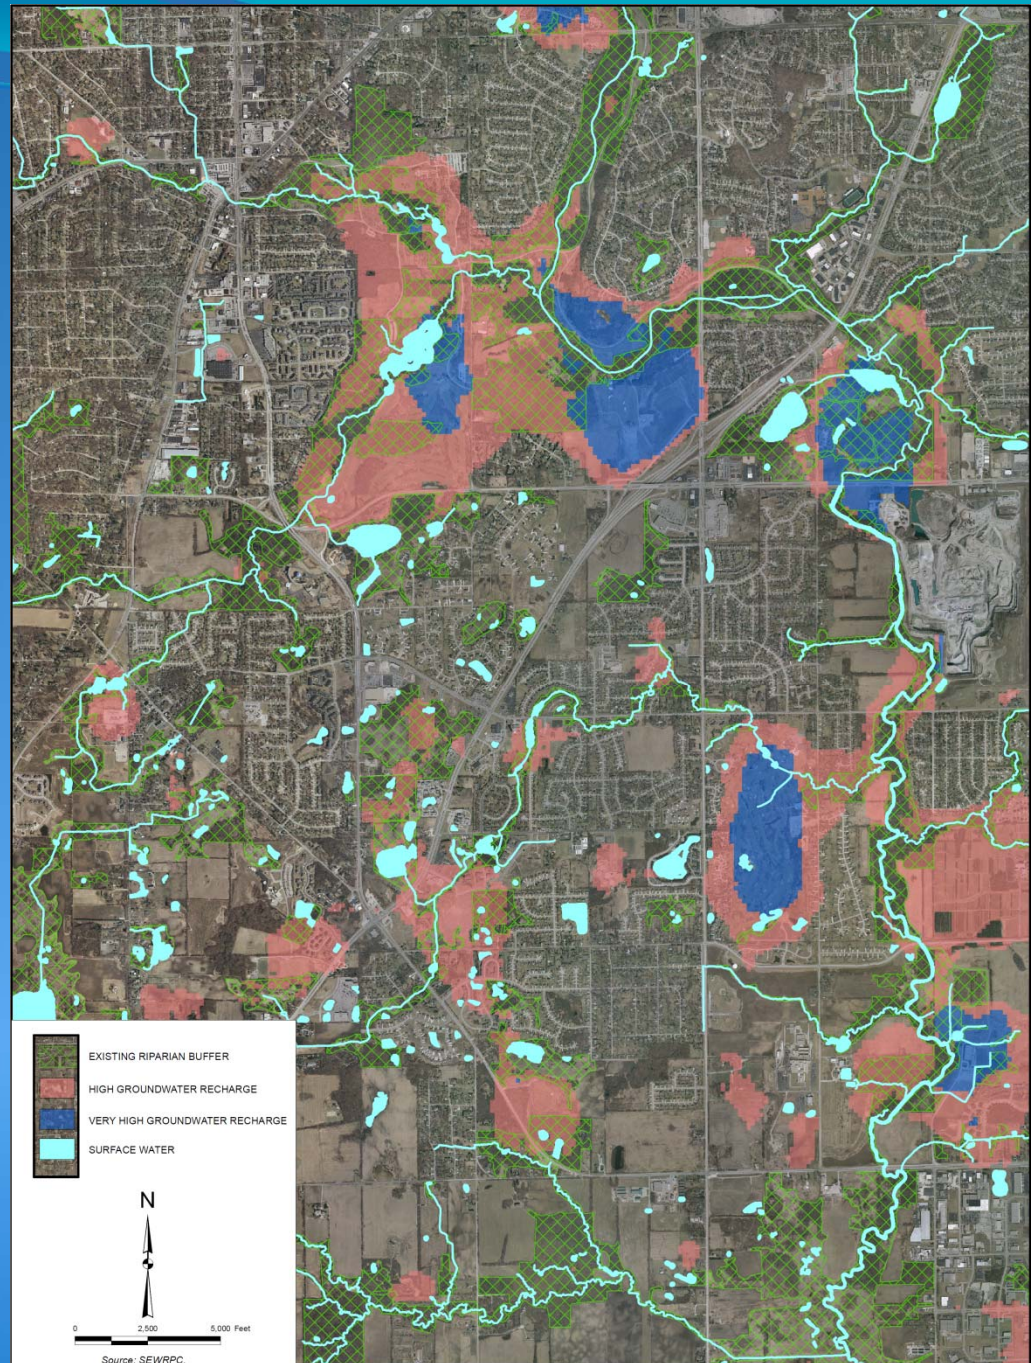 EXISTING RIPARIAN BUFFER
HIGH GROUNDWATER RECHARGE
VERY HIGH GROUNDWATER RECHARGE
SURFACE WATER
N
0 2,500 5,000 Feet
Source: SEWRPC.